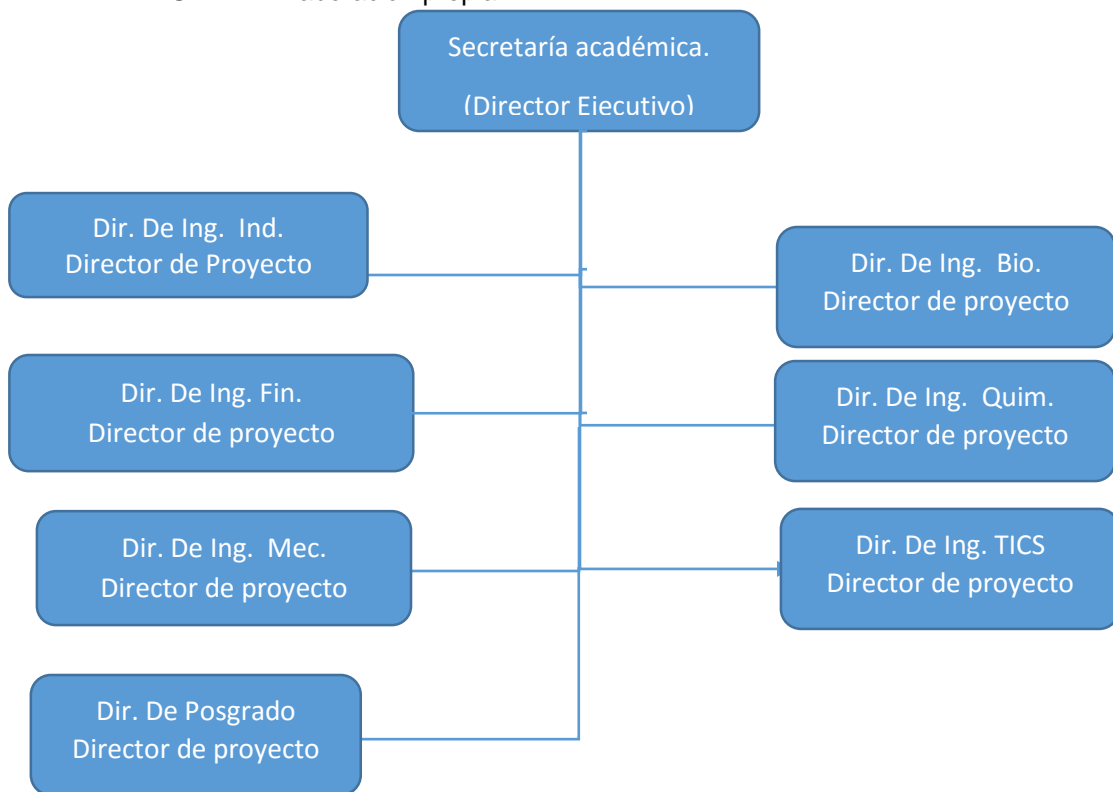 Secretaría académica.
(Director Ejecutivo)
Dir. De Ing. Ind.
Director de Proyecto
Dir. De Ing. Bio.
Director de proyecto
Dir. De Ing. Fin.
Director de proyecto
Dir. De Ing. Quim.
Director de proyecto
Dir. De Ing. Mec.
Director de proyecto
Dir. De Ing. TICS
Director de proyecto
Dir. De Posgrado
Director de proyecto